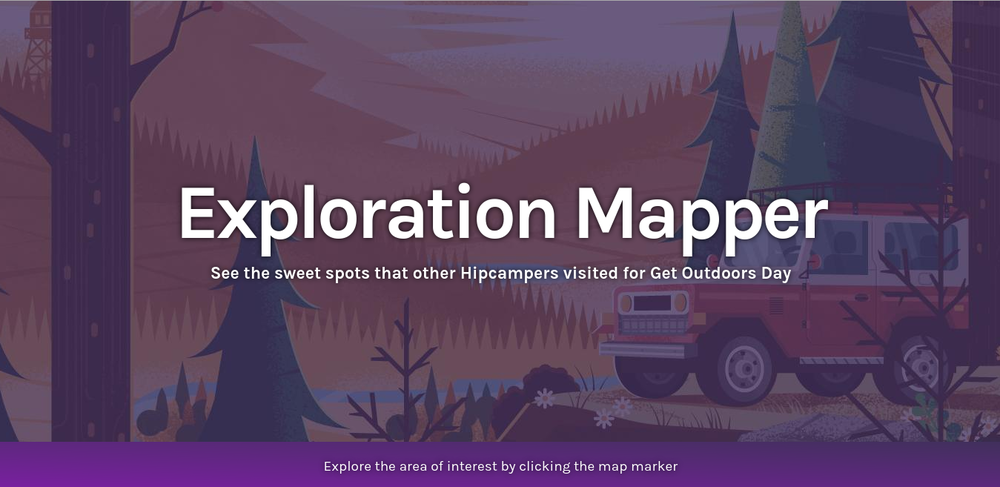 Exploration Mapper
See the sweet spots that other Hipcampers visited for Get Outdoors Day
Explore the area of interest by clicking the map marker